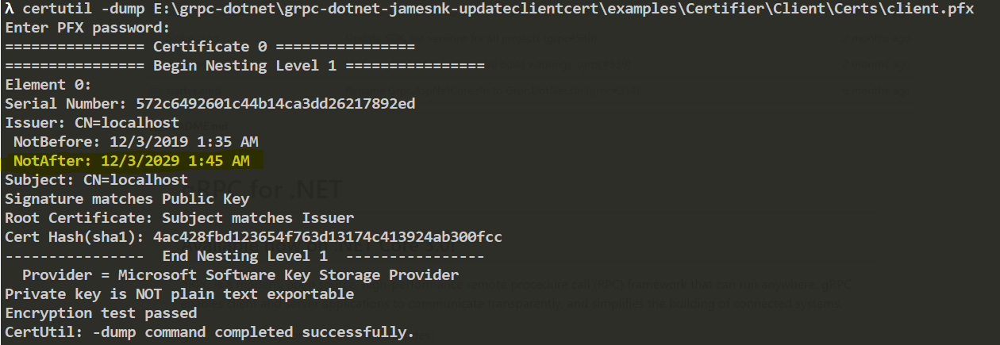 λ certutil -dump E:\grpc-dotnet\grpc-dotnet-jamesnk-updateclientcert\examples\Certifier\Client\Certs\client.pfx
Enter PFX password:
================ Certificate 0 ================
================ Begin Nesting Level 1 ================
Element 0:
Serial Number: 572c6492601c44b14ca3dd26217892ed
Issuer: CN=localhost
NotBefore: 12/3/2019 1:35 AM
NotAfter: 12/3/2029 1:45 AM
Subject: CN=localhost
gRPC for .NET
Signature matches Public Key
Root Certificate: Subject matches Issuer
Cert Hash(sha1): 4ac428fbd123654f763d13174c413924ab300fcc
---------------- End Nesting Level 1 ----------------
Provider = Microsoft Software Key Storage Provider
Private key is NOT plain text exportable
Encryption test passed
CertUtil: -dump command completed successfully.